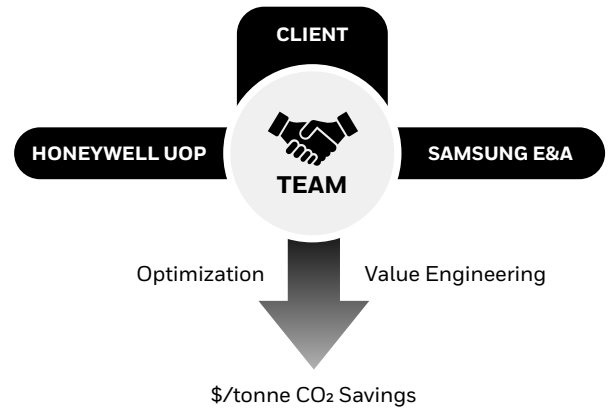 CLIENT
HONEYWELL UOP
SAMSUNG E&A
TEAM
Optimization
Value Engineering
$/tonne CO₂ Savings